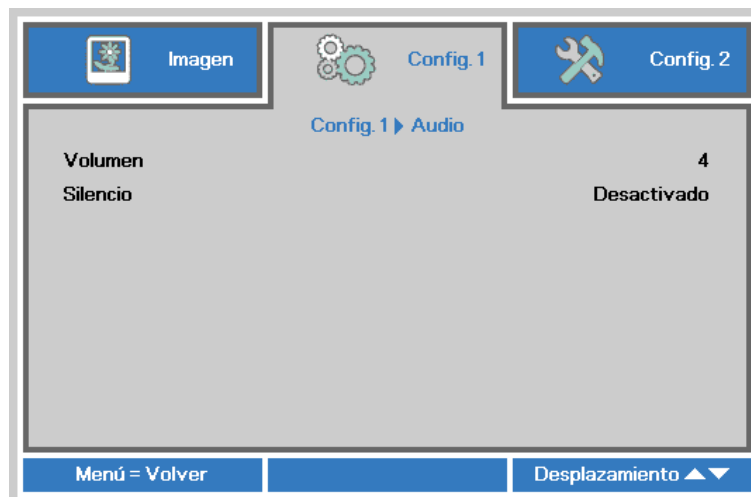 Imagen
Config. 1
Config. 2
Config. 1 ▶ Audio
Volumen 4
Silencio Desactivado
Menú = Volver
Desplazamiento ▲▼